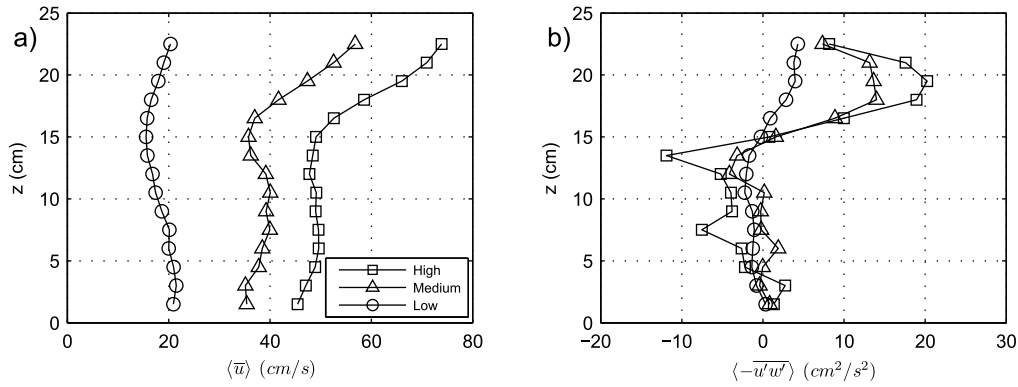 a)
z (cm)
25
20
15
10
5
0
0 20 40 60 80
⟨u̅⟩ (cm/s)
High
Medium
Low
b)
z (cm)
25
20
15
10
5
0
−20 −10 0 10 20 30
⟨−u′w′‾⟩ (cm²/s²)